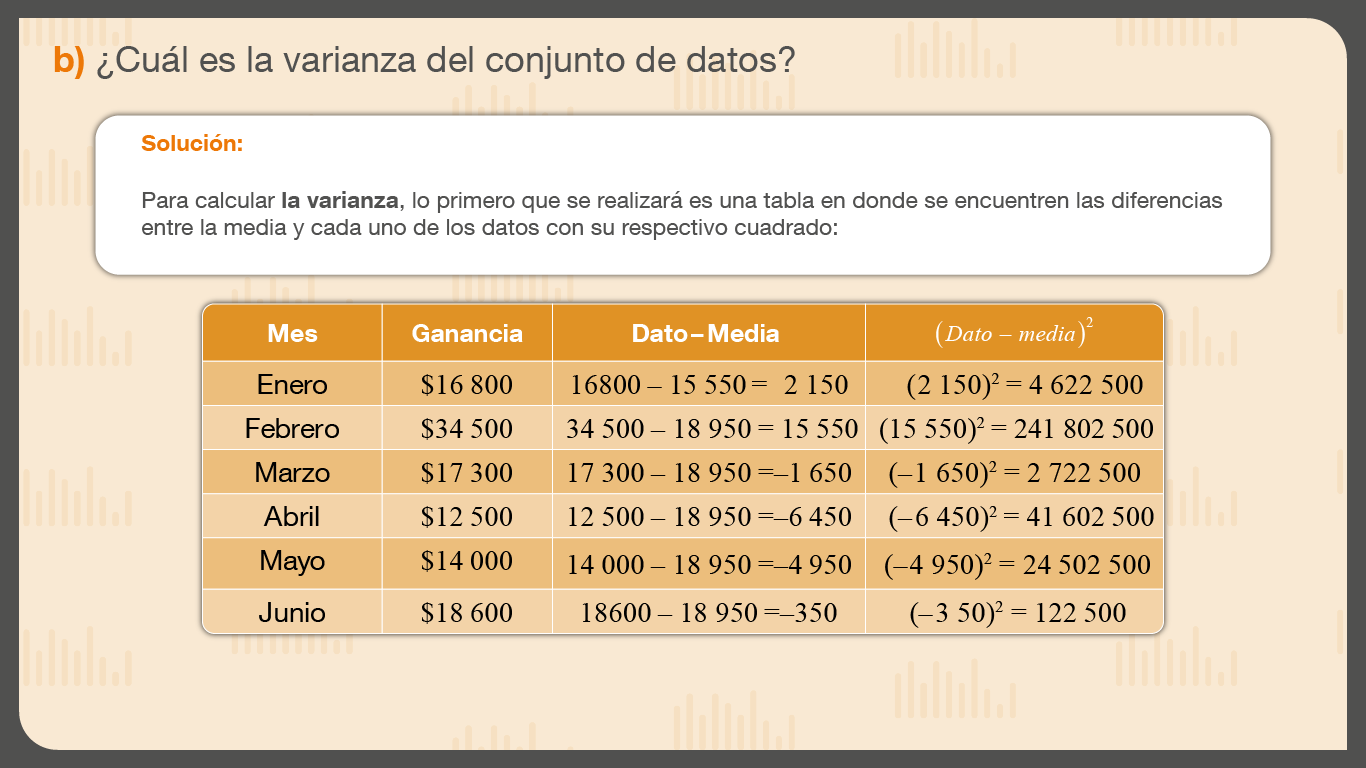 b) ¿Cuál es la varianza del conjunto de datos?
Solución:
Para calcular la varianza, lo primero que se realizará es una tabla en donde se encuentren las diferencias
entre la media y cada uno de los datos con su respectivo cuadrado:
Mes Ganancia Dato – Media (Dato – media)²
Enero $16 800 16800 – 15 550 = 2 150 (2 150)² = 4 622 500
Febrero $34 500 34 500 – 18 950 = 15 550 (15 550)² = 241 802 500
Marzo $17 300 17 300 – 18 950 =–1 650 (–1 650)² = 2 722 500
Abril $12 500 12 500 – 18 950 =–6 450 (–6 450)² = 41 602 500
Mayo $14 000 14 000 – 18 950 =–4 950 (–4 950)² = 24 502 500
Junio $18 600 18600 – 18 950 =–350 (–3 50)² = 122 500